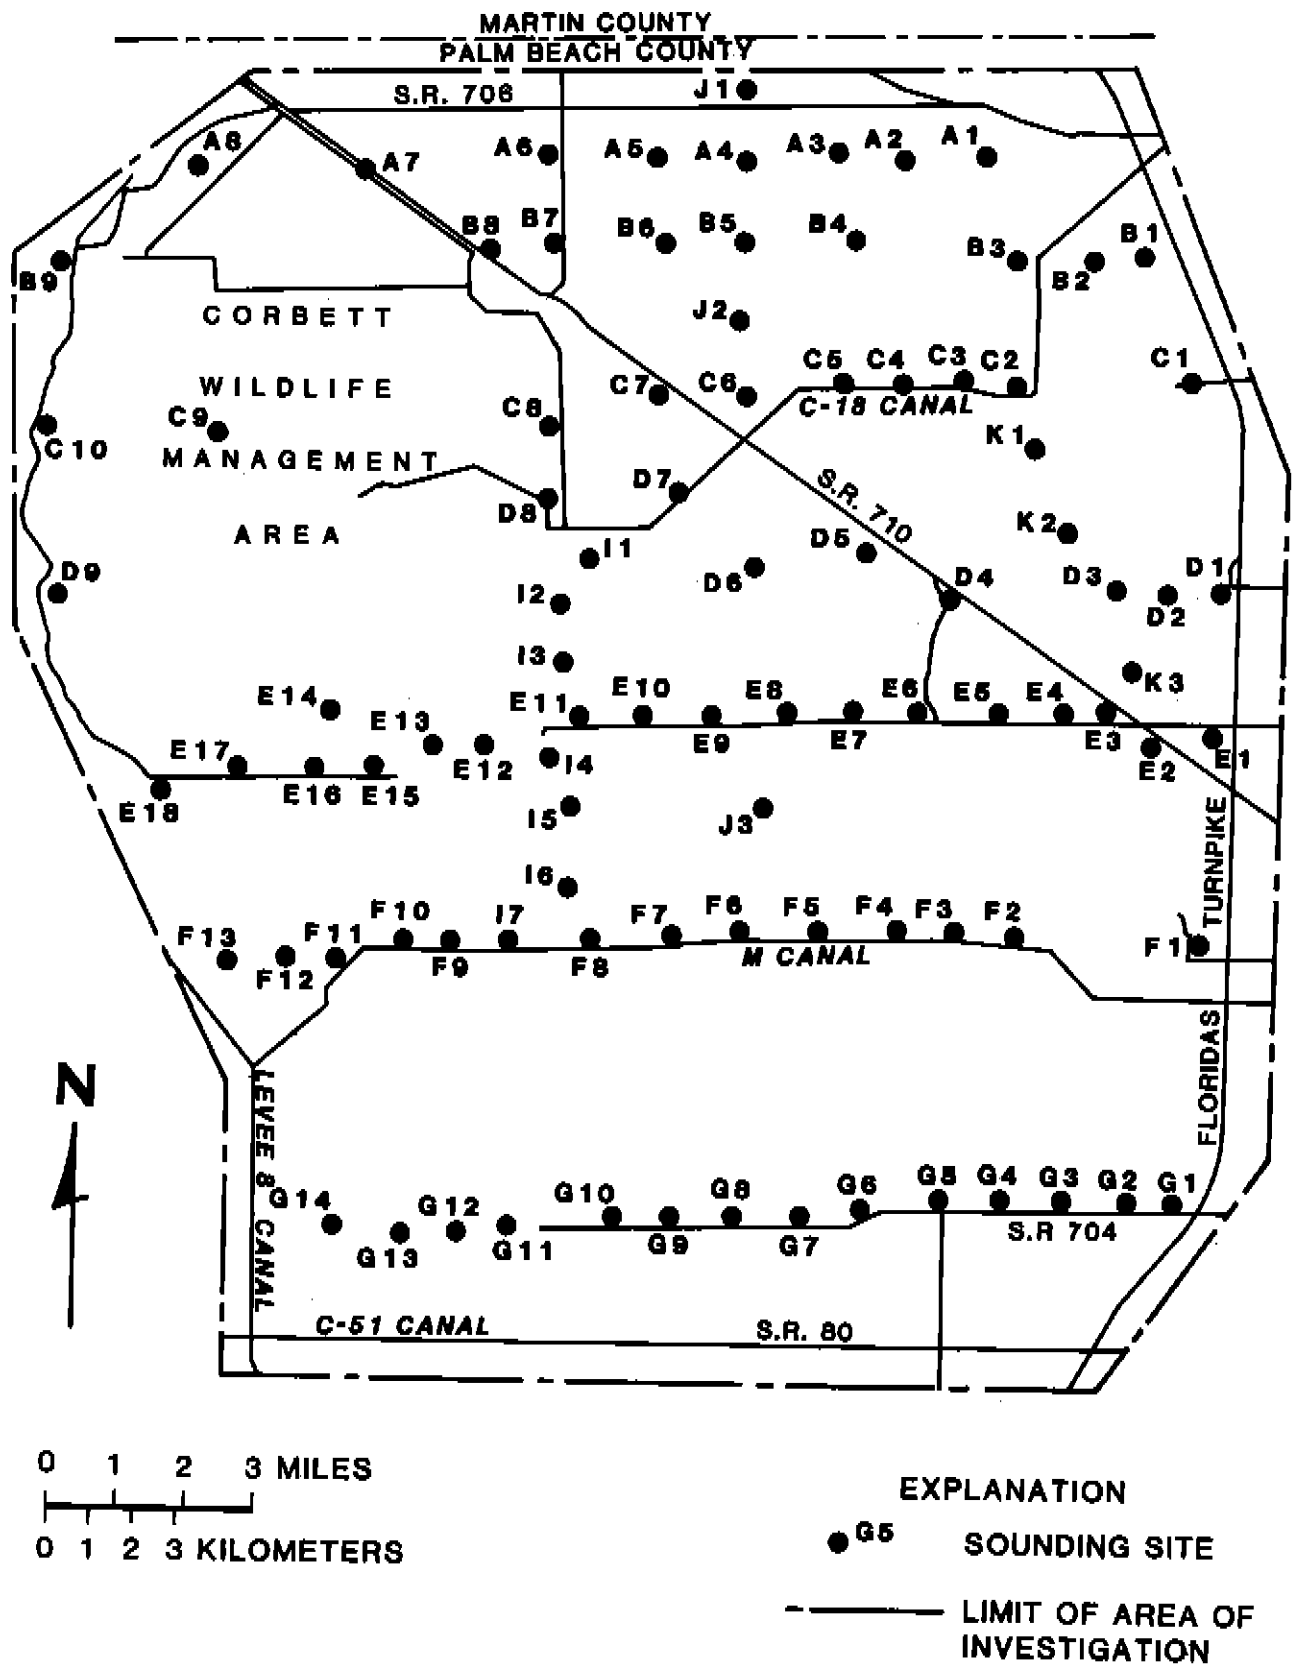 MARTIN COUNTY
PALM BEACH COUNTY
J1
S.R. 706
A8
A7
A6
A5
A4
A3
A2
A1
B8
B7
B6
B5
B4
B3
B2
B1
B9
CORBETT
J2
WILDLIFE
C7
C6
C5
C4
C3
C2
C1
C-18 CANAL
C10
C9
C8
K1
MANAGEMENT
D7
S.R. 710
D8
AREA
I1
D5
K2
D9
I2
D6
D4
D3
D2
D1
I3
K3
E14
E13
E11
E10
E9
E8
E7
E6
E5
E4
E3
E2
E1
E17
E16
E15
E12
I4
E18
I5
J3
TURNPIKE
I6
F13
F12
F11
F10
F9
I7
F8
F7
F6
F5
F4
F3
F2
F1
M CANAL
N
LEVEE 8 CANAL
FLORIDAS
G14
G13
G12
G11
G10
G9
G8
G7
G6
G5
G4
G3
G2
G1
S.R 704
C-51 CANAL
S.R. 80
0 1 2 3 MILES
0 1 2 3 KILOMETERS
EXPLANATION
G5 SOUNDING SITE
LIMIT OF AREA OF
INVESTIGATION